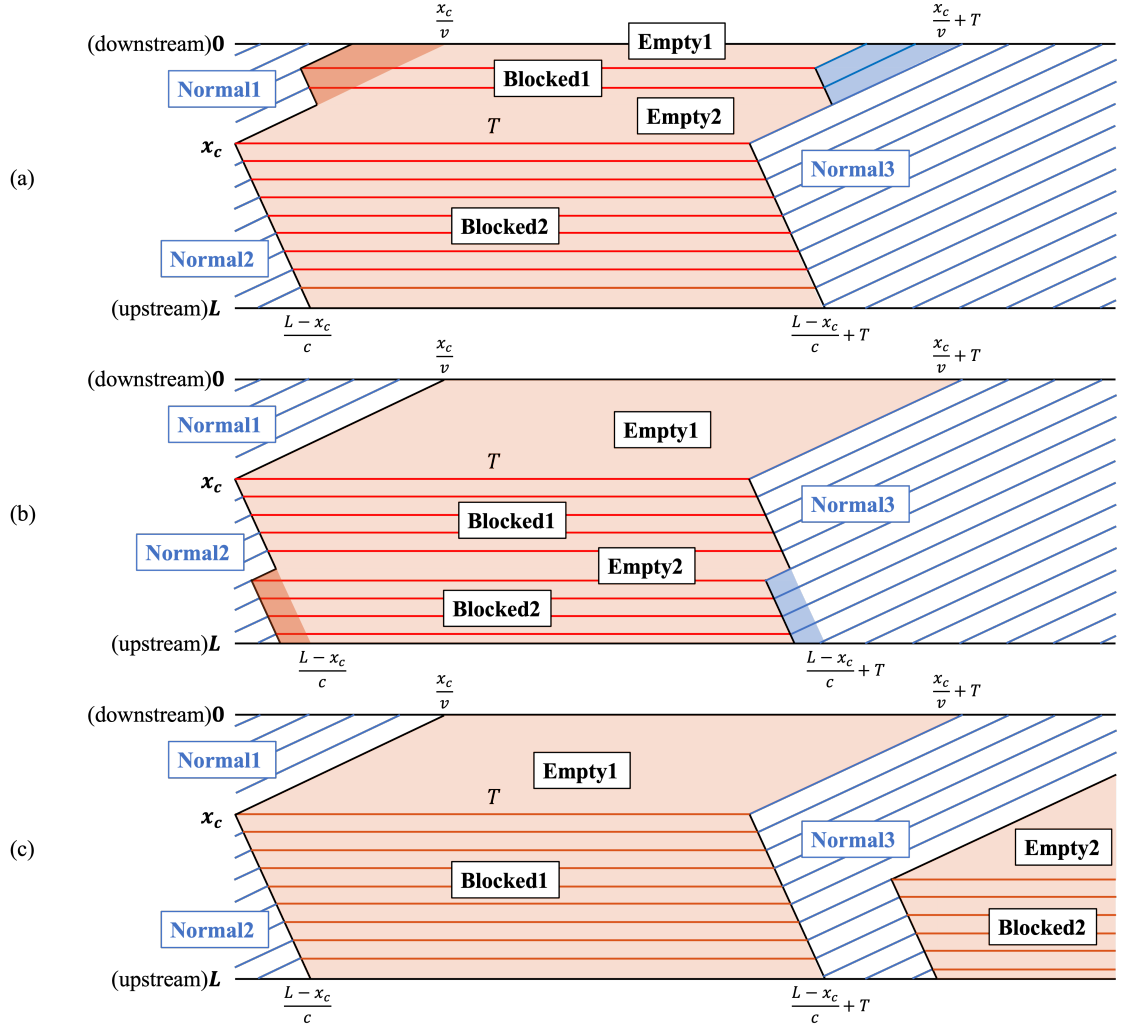 x_c/v
x_c/v + T
(downstream)0
Empty1
Normal1
Blocked1
Empty2
T
x_c
Normal3
(a)
Blocked2
Normal2
(upstream)L
L − x_c/c
L − x_c/c + T
x_c/v
x_c/v + T
(downstream)0
Normal1
Empty1
T
x_c
Normal3
(b)
Blocked1
Normal2
Empty2
Blocked2
(upstream)L
L − x_c/c
L − x_c/c + T
x_c/v
x_c/v + T
(downstream)0
Normal1
Empty1
T
x_c
Normal3
(c)
Empty2
Blocked1
Normal2
Blocked2
(upstream)L
L − x_c/c
L − x_c/c + T